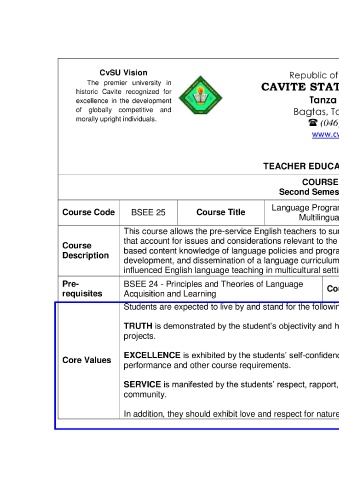 CvSU Vision
The premier university in
historic Cavite recognized for
excellence in the development
of globally competitive and
morally upright individuals.
Republic of
CAVITE STAT
Tanza
Bagtas, Ta
☎ (046
www.cv
TEACHER EDUCA
COURSE
Second Semes
Course Code BSEE 25 Course Title Language Progra
Multilingua
Course
Description
This course allows the pre-service English teachers to sur
that account for issues and considerations relevant to the
based content knowledge of language policies and progra
development, and dissemination of a language curriculum
influenced English language teaching in multicultural setti
Pre-
requisites
BSEE 24 - Principles and Theories of Language
Acquisition and Learning
Cou
Core Values
Students are expected to live by and stand for the followin
TRUTH is demonstrated by the student's objectivity and h
projects.
EXCELLENCE is exhibited by the students' self-confidenc
performance and other course requirements.
SERVICE is manifested by the students' respect, rapport,
community.
In addition, they should exhibit love and respect for nature